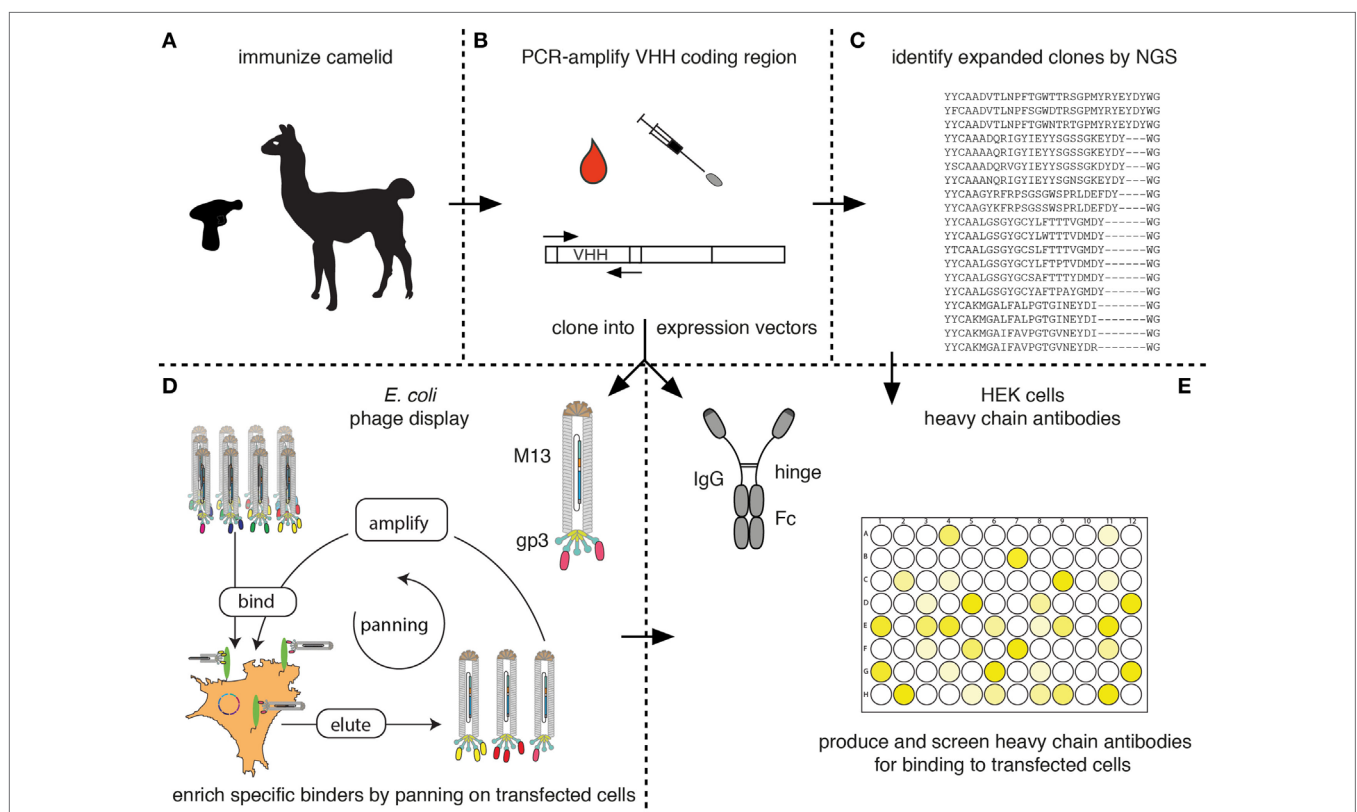 A
immunize camelid
B
PCR-amplify VHH coding region
VHH
clone into
expression vectors
C
identify expanded clones by NGS
YYCAADVTLNPFTGWTTRSGPMYRYEYDYWG
YFCAADVTLNPFSGWDTRSGPMYRYEYDYWG
YYCAADVTLNPFTGWNTRTGPMYRYEYDYWG
YYCAAADQRIGYIEYYSGSSGKEYDY---WG
YYCAAAAQRIGYIEYYSGSSGKEYDY---WG
YSCAAADQRVGYIEYYSGSSGKDYDY---WG
YYCAAANQRIGYIEYYSGNSGKEYDY---WG
YYCAAGYRFRPSGSGWSPRLDEFDY----WG
YYCAAGYKFRPSGSSWSPRLDEFDY----WG
YYCAALGSGYGCYLFTTTVGMDY------WG
YYCAALGSGYGCYLWTTTVDMDY------WG
YTCAALGSGYGCSLFTTTVGMDY------WG
YYCAALGSGYGCYLFTPTVDMDY------WG
YYCAALGSGYGCSAFTTTYDMDY------WG
YYCAALGSGYGCYAFTPAYGMDY------WG
YYCAKMGALFALPGTGINEYDI-------WG
YYCAKMGALFALPGTGINEYDI-------WG
YYCAKMGAIFAVPGTGVNEYDI-------WG
YYCAKMGAIFAVPGTGVNEYDR-------WG
D
E. coli
phage display
M13
gp3
amplify
bind
panning
elute
enrich specific binders by panning on transfected cells
E
HEK cells
heavy chain antibodies
IgG
hinge
Fc
1 2 3 4 5 6 7 8 9 10 11 12
A
B
C
D
E
F
G
H
produce and screen heavy chain antibodies
for binding to transfected cells